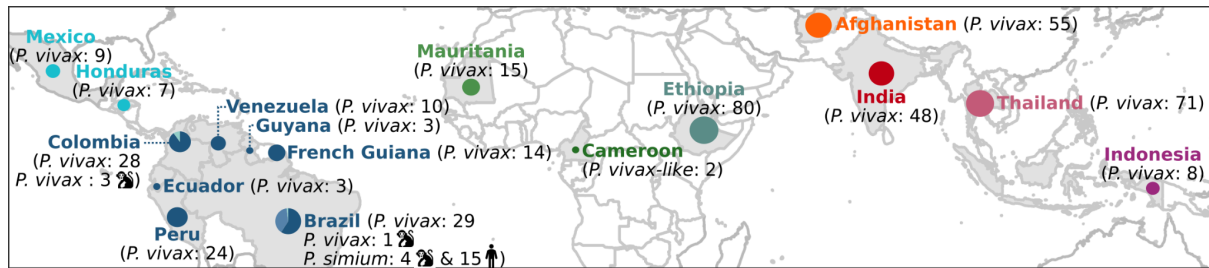 Mexico
(P. vivax: 9)
Honduras
(P. vivax: 7)
Venezuela (P. vivax: 10)
Guyana (P. vivax: 3)
Colombia
(P. vivax: 28
P. vivax : 3 )
French Guiana (P. vivax: 14)
Ecuador (P. vivax: 3)
Peru
(P. vivax: 24)
Brazil (P. vivax: 29
P. vivax: 1
P. simium: 4 & 15 )
Mauritania
(P. vivax: 15)
Ethiopia
(P. vivax: 80)
Cameroon
(P. vivax-like: 2)
Afghanistan (P. vivax: 55)
India
(P. vivax: 48)
Thailand (P. vivax: 71)
Indonesia
(P. vivax: 8)